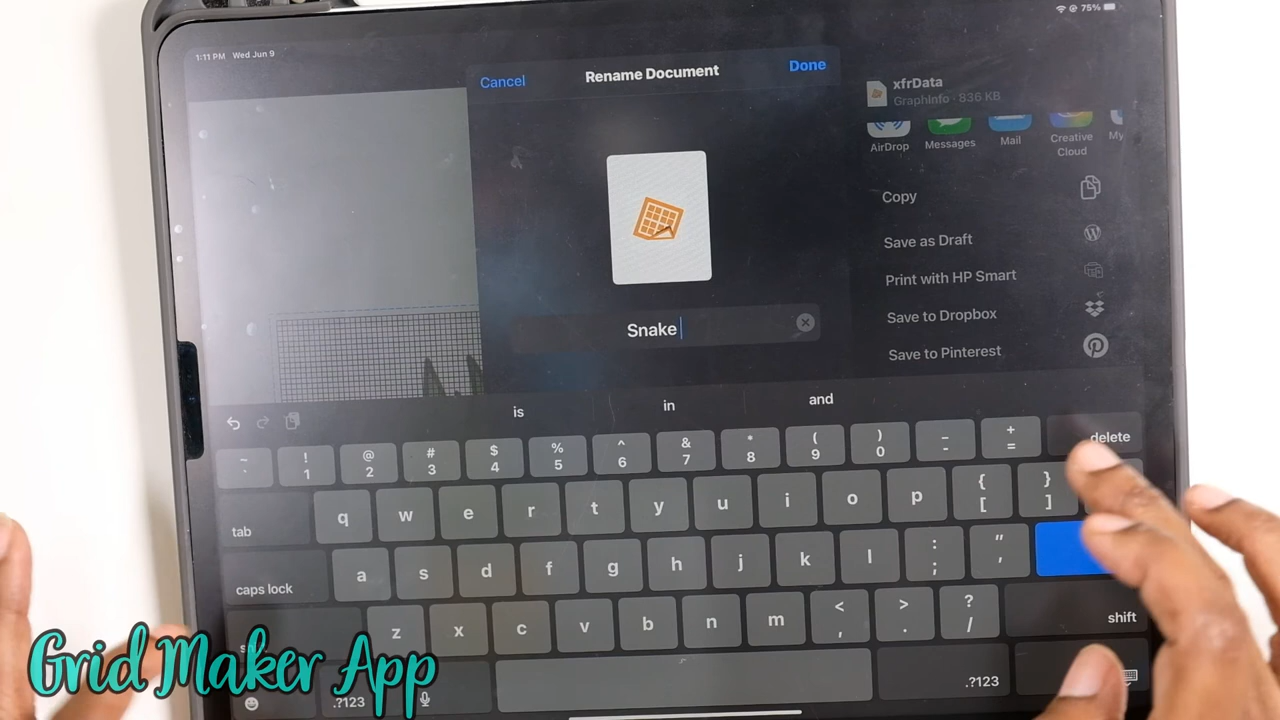 1:11 PM Wed Jun 9
75%
Cancel
Rename Document
Done
xfrData
GraphInfo · 836 KB
AirDrop
Messages
Mail
Creative
Cloud
My
Copy
Save as Draft
Print with HP Smart
Save to Dropbox
Save to Pinterest
Snake
is in and
~ ! @ # $ % ^ & * ( ) – +
` 1 2 3 4 5 6 7 8 9 0 - = delete
tab q w e r t y u i o p { [ } ]
caps lock a s d f g h j k l : ; " '
z x c v b n m < , > . ? / shift
.?123 .?123
Grid Maker App